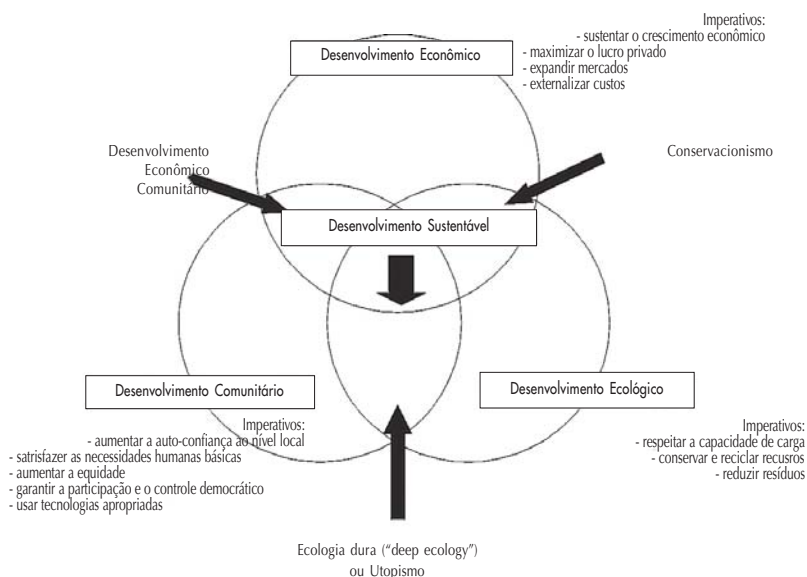 Imperativos:
- sustentar o crescimento econômico
- maximizar o lucro privado
- expandir mercados
- externalizar custos
Desenvolvimento Econômico
Desenvolvimento
Econômico
Comunitário
Conservacionismo
Desenvolvimento Sustentável
Desenvolvimento Comunitário
Desenvolvimento Ecológico
Imperativos:
- aumentar a auto-confiança ao nível local
- satrisfazer as necessidades humanas básicas
- aumentar a equidade
- garantir a participação e o controle democrático
- usar tecnologias apropriadas
Imperativos:
- respeitar a capacidade de carga
- conservar e reciclar recusros
- reduzir resíduos
Ecologia dura (“deep ecology”)
ou Utopismo